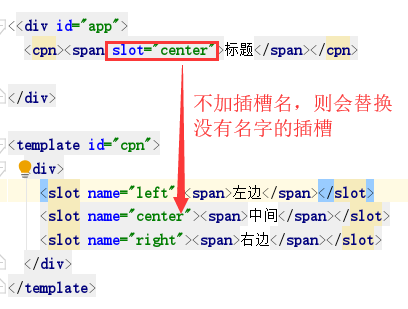 <<div id="app">
<cpn><span slot="center">标题</span></cpn>
</div>
不加插槽名，则会替换
没有名字的插槽
<template id="cpn">
div>
<slot name="left"><span>左边</span></slot>
<slot name="center"><span>中间</span></slot>
<slot name="right"><span>右边</span></slot>
</div>
</template>